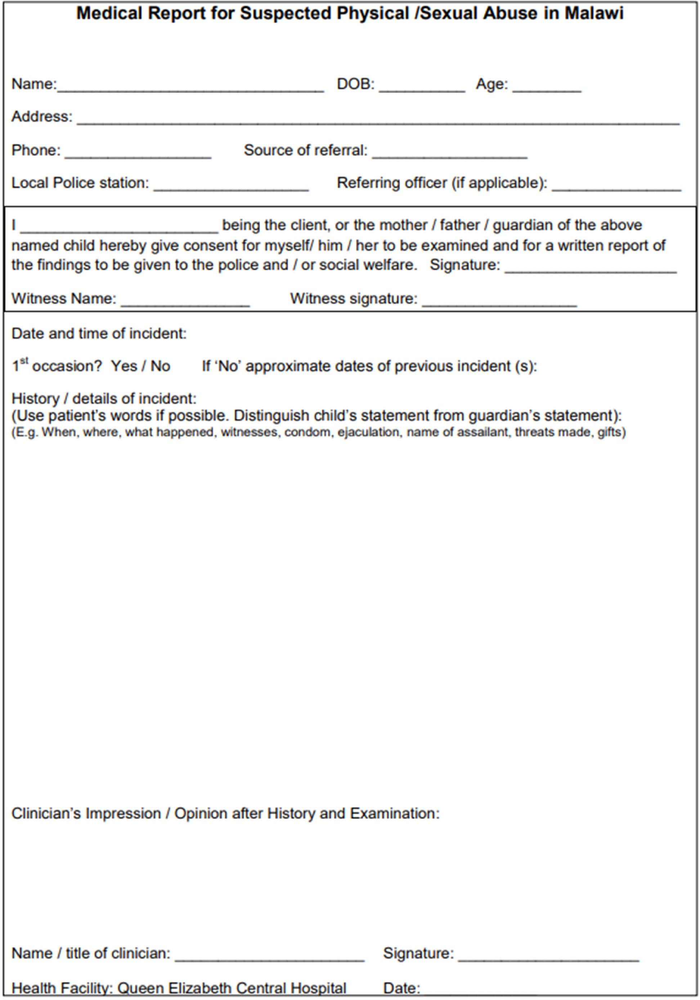 Medical Report for Suspected Physical /Sexual Abuse in Malawi
Name:_______________________________ DOB: __________ Age: ________
Address: ______________________________________________________________________
Phone: _________________ Source of referral: __________________
Local Police station: __________________ Referring officer (if applicable): _______________
I _______________________ being the client, or the mother / father / guardian of the above
named child hereby give consent for myself/ him / her to be examined and for a written report of
the findings to be given to the police and / or social welfare. Signature: ____________________
Witness Name: _______________ Witness signature: __________________
Date and time of incident:
1st occasion? Yes / No If ‘No’ approximate dates of previous incident (s):
History / details of incident:
(Use patient’s words if possible. Distinguish child’s statement from guardian’s statement):
(E.g. When, where, what happened, witnesses, condom, ejaculation, name of assailant, threats made, gifts)
Clinician’s Impression / Opinion after History and Examination:
Name / title of clinician: ______________________ Signature: _____________________
Health Facility: Queen Elizabeth Central Hospital Date: _____________